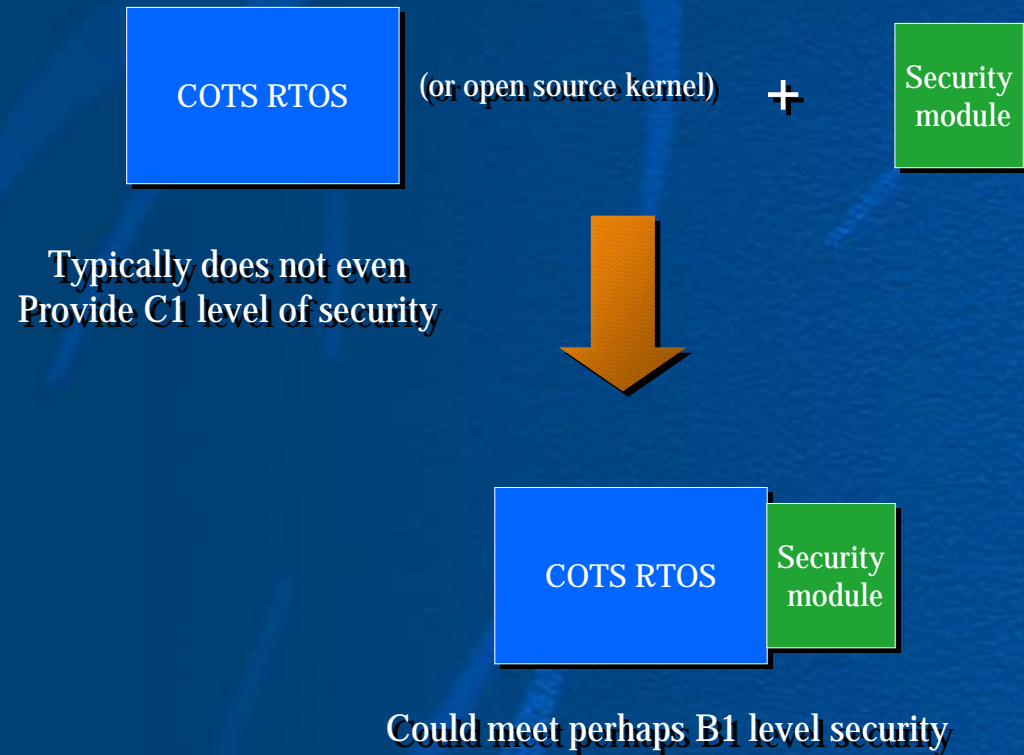 COTS RTOS
(or open source kernel)
+
Security
module
Typically does not even
Provide C1 level of security
COTS RTOS
Security
module
Could meet perhaps B1 level security